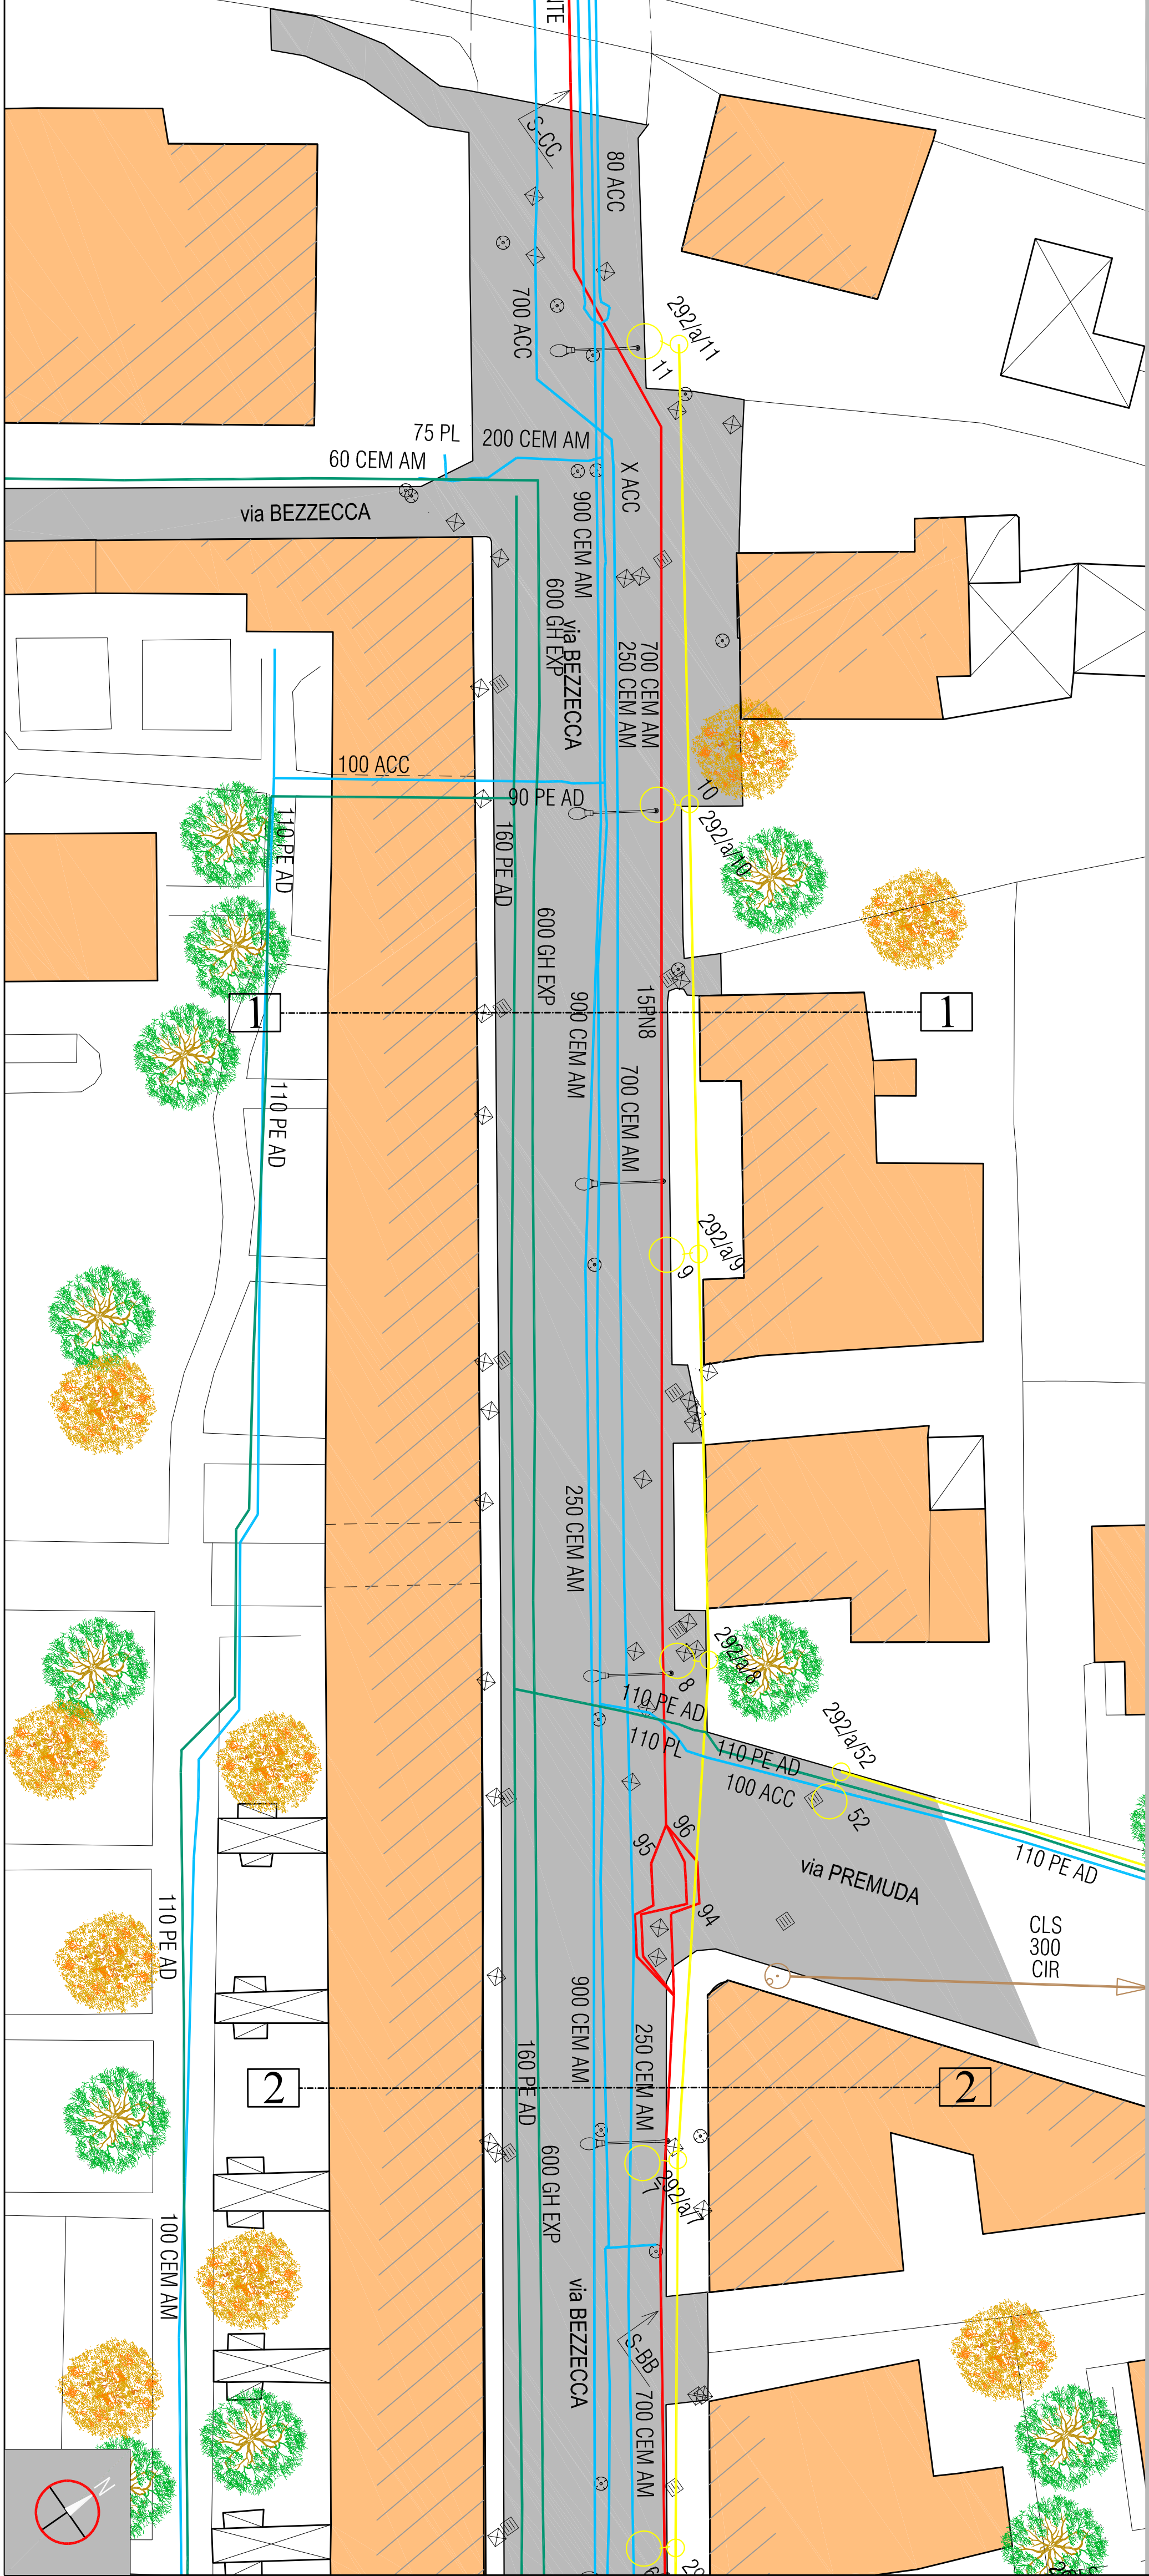 NTE
S-CC
80 ACC
700 ACC
292/a/11
11
75 PL
200 CEM AM
60 CEM AM
X ACC
via BEZZECCA
900 CEM AM
600 GH EXP
via BEZZECCA
700 CEM AM
250 CEM AM
100 ACC
90 PE AD
10
292/a/10
110 PE AD
160 PE AD
600 GH EXP
1
900 CEM AM
15PN8
1
700 CEM AM
110 PE AD
292/a/9
9
250 CEM AM
292/a/8
8
110 PE AD
110 PL
110 PE AD
100 ACC
292/a/52
52
96
95
94
via PREMUDA
110 PE AD
CLS
300
CIR
110 PE AD
900 CEM AM
250 CEM AM
160 PE AD
2
2
600 GH EXP
7
292/a/7
100 CEM AM
via BEZZECCA
S-BB
700 CEM AM
N
6